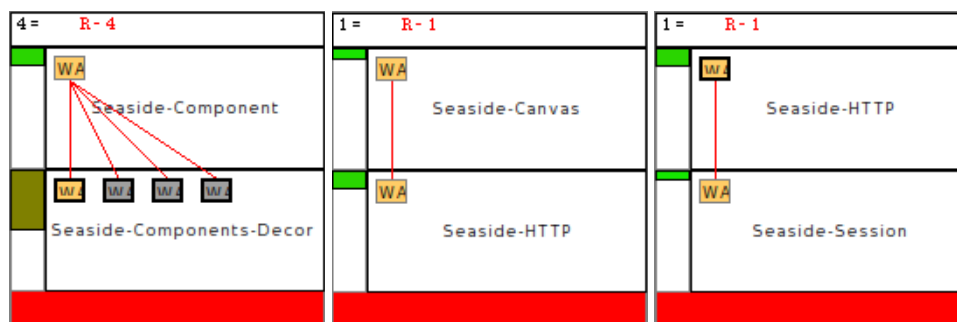 4= R-4
WA
Seaside-Component
WA WA WA WA
Seaside-Components-Decor
1= R-1
WA
Seaside-Canvas
WA
Seaside-HTTP
1= R-1
WA
Seaside-HTTP
WA
Seaside-Session